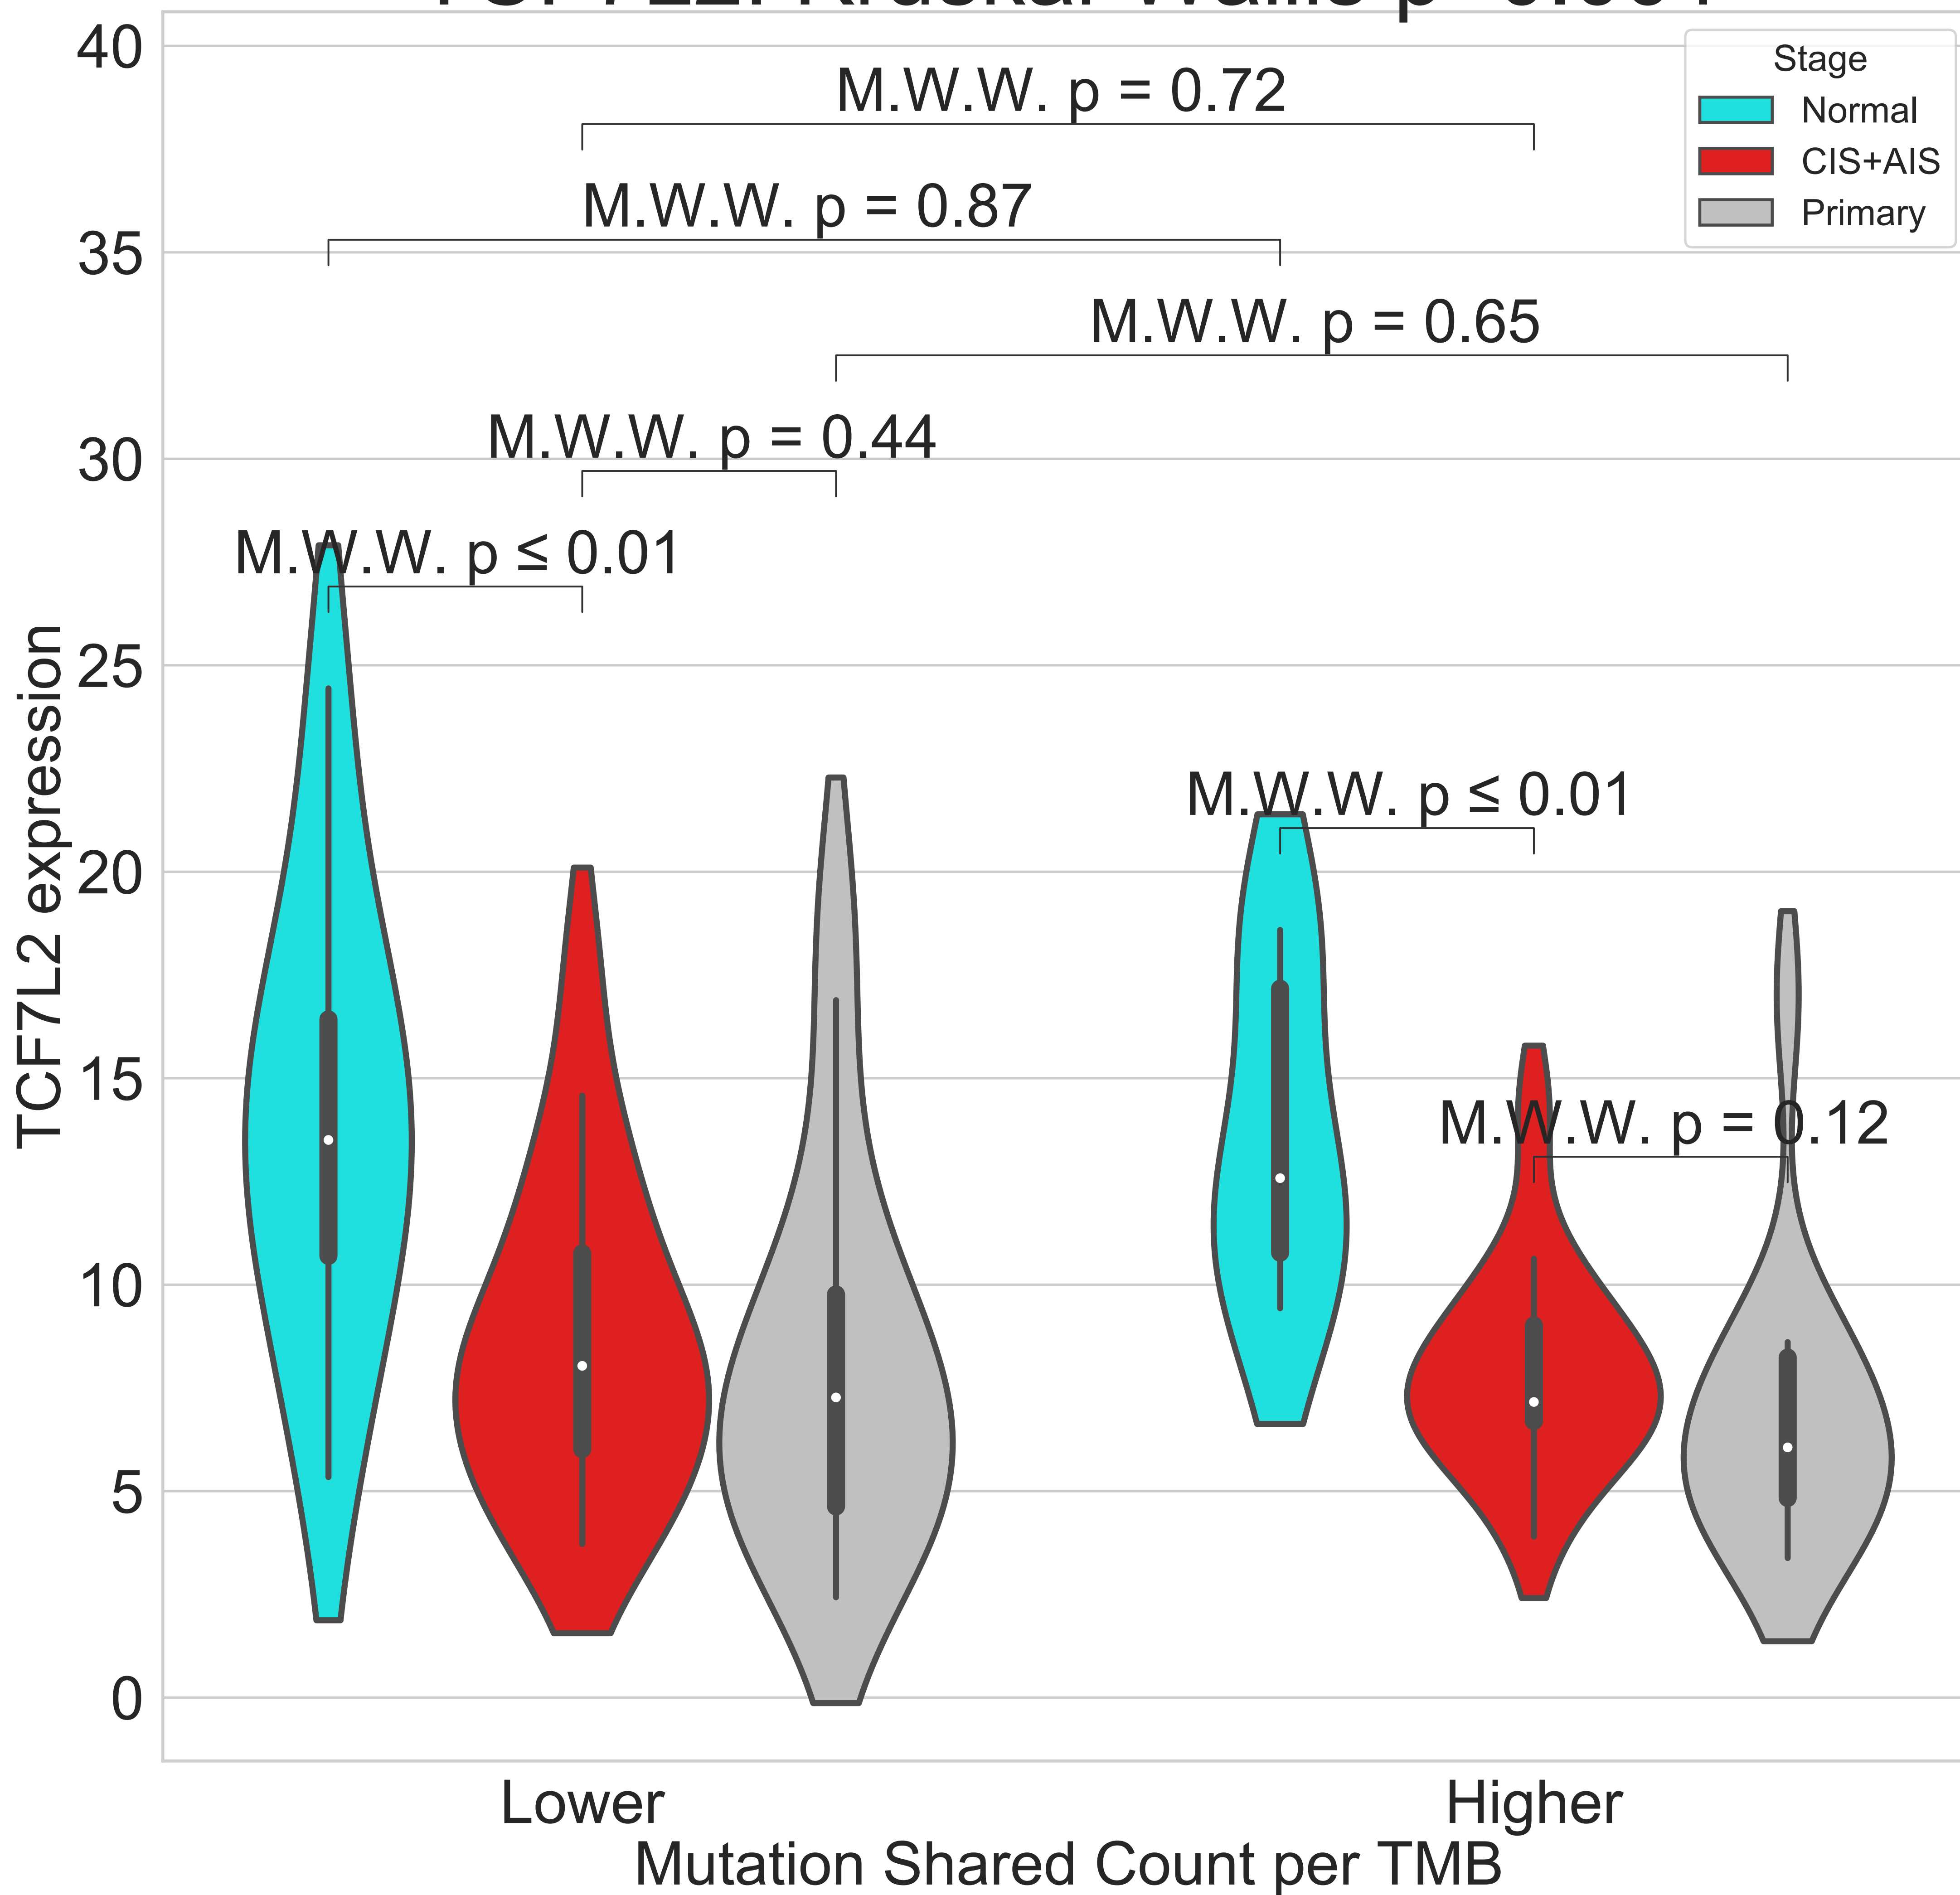 40
35
30
25
20
15
10
5
0
TCF7L2 expression
M.W.W. p = 0.72
M.W.W. p = 0.87
M.W.W. p = 0.65
M.W.W. p = 0.44
M.W.W. p ≤ 0.01
M.W.W. p ≤ 0.01
M.W.W. p = 0.12
Stage
Normal
CIS+AIS
Primary
Lower
Higher
Mutation Shared Count per TMB